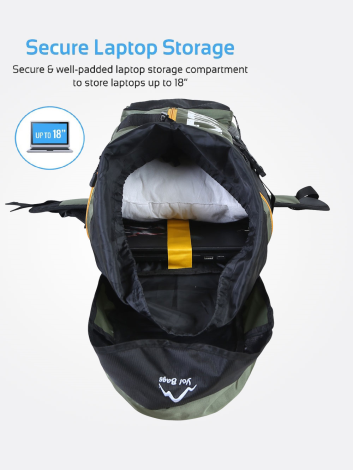 Secure Laptop Storage
Secure & well-padded laptop storage compartment
to store laptops up to 18"
UP TO 18"
Yol Bags